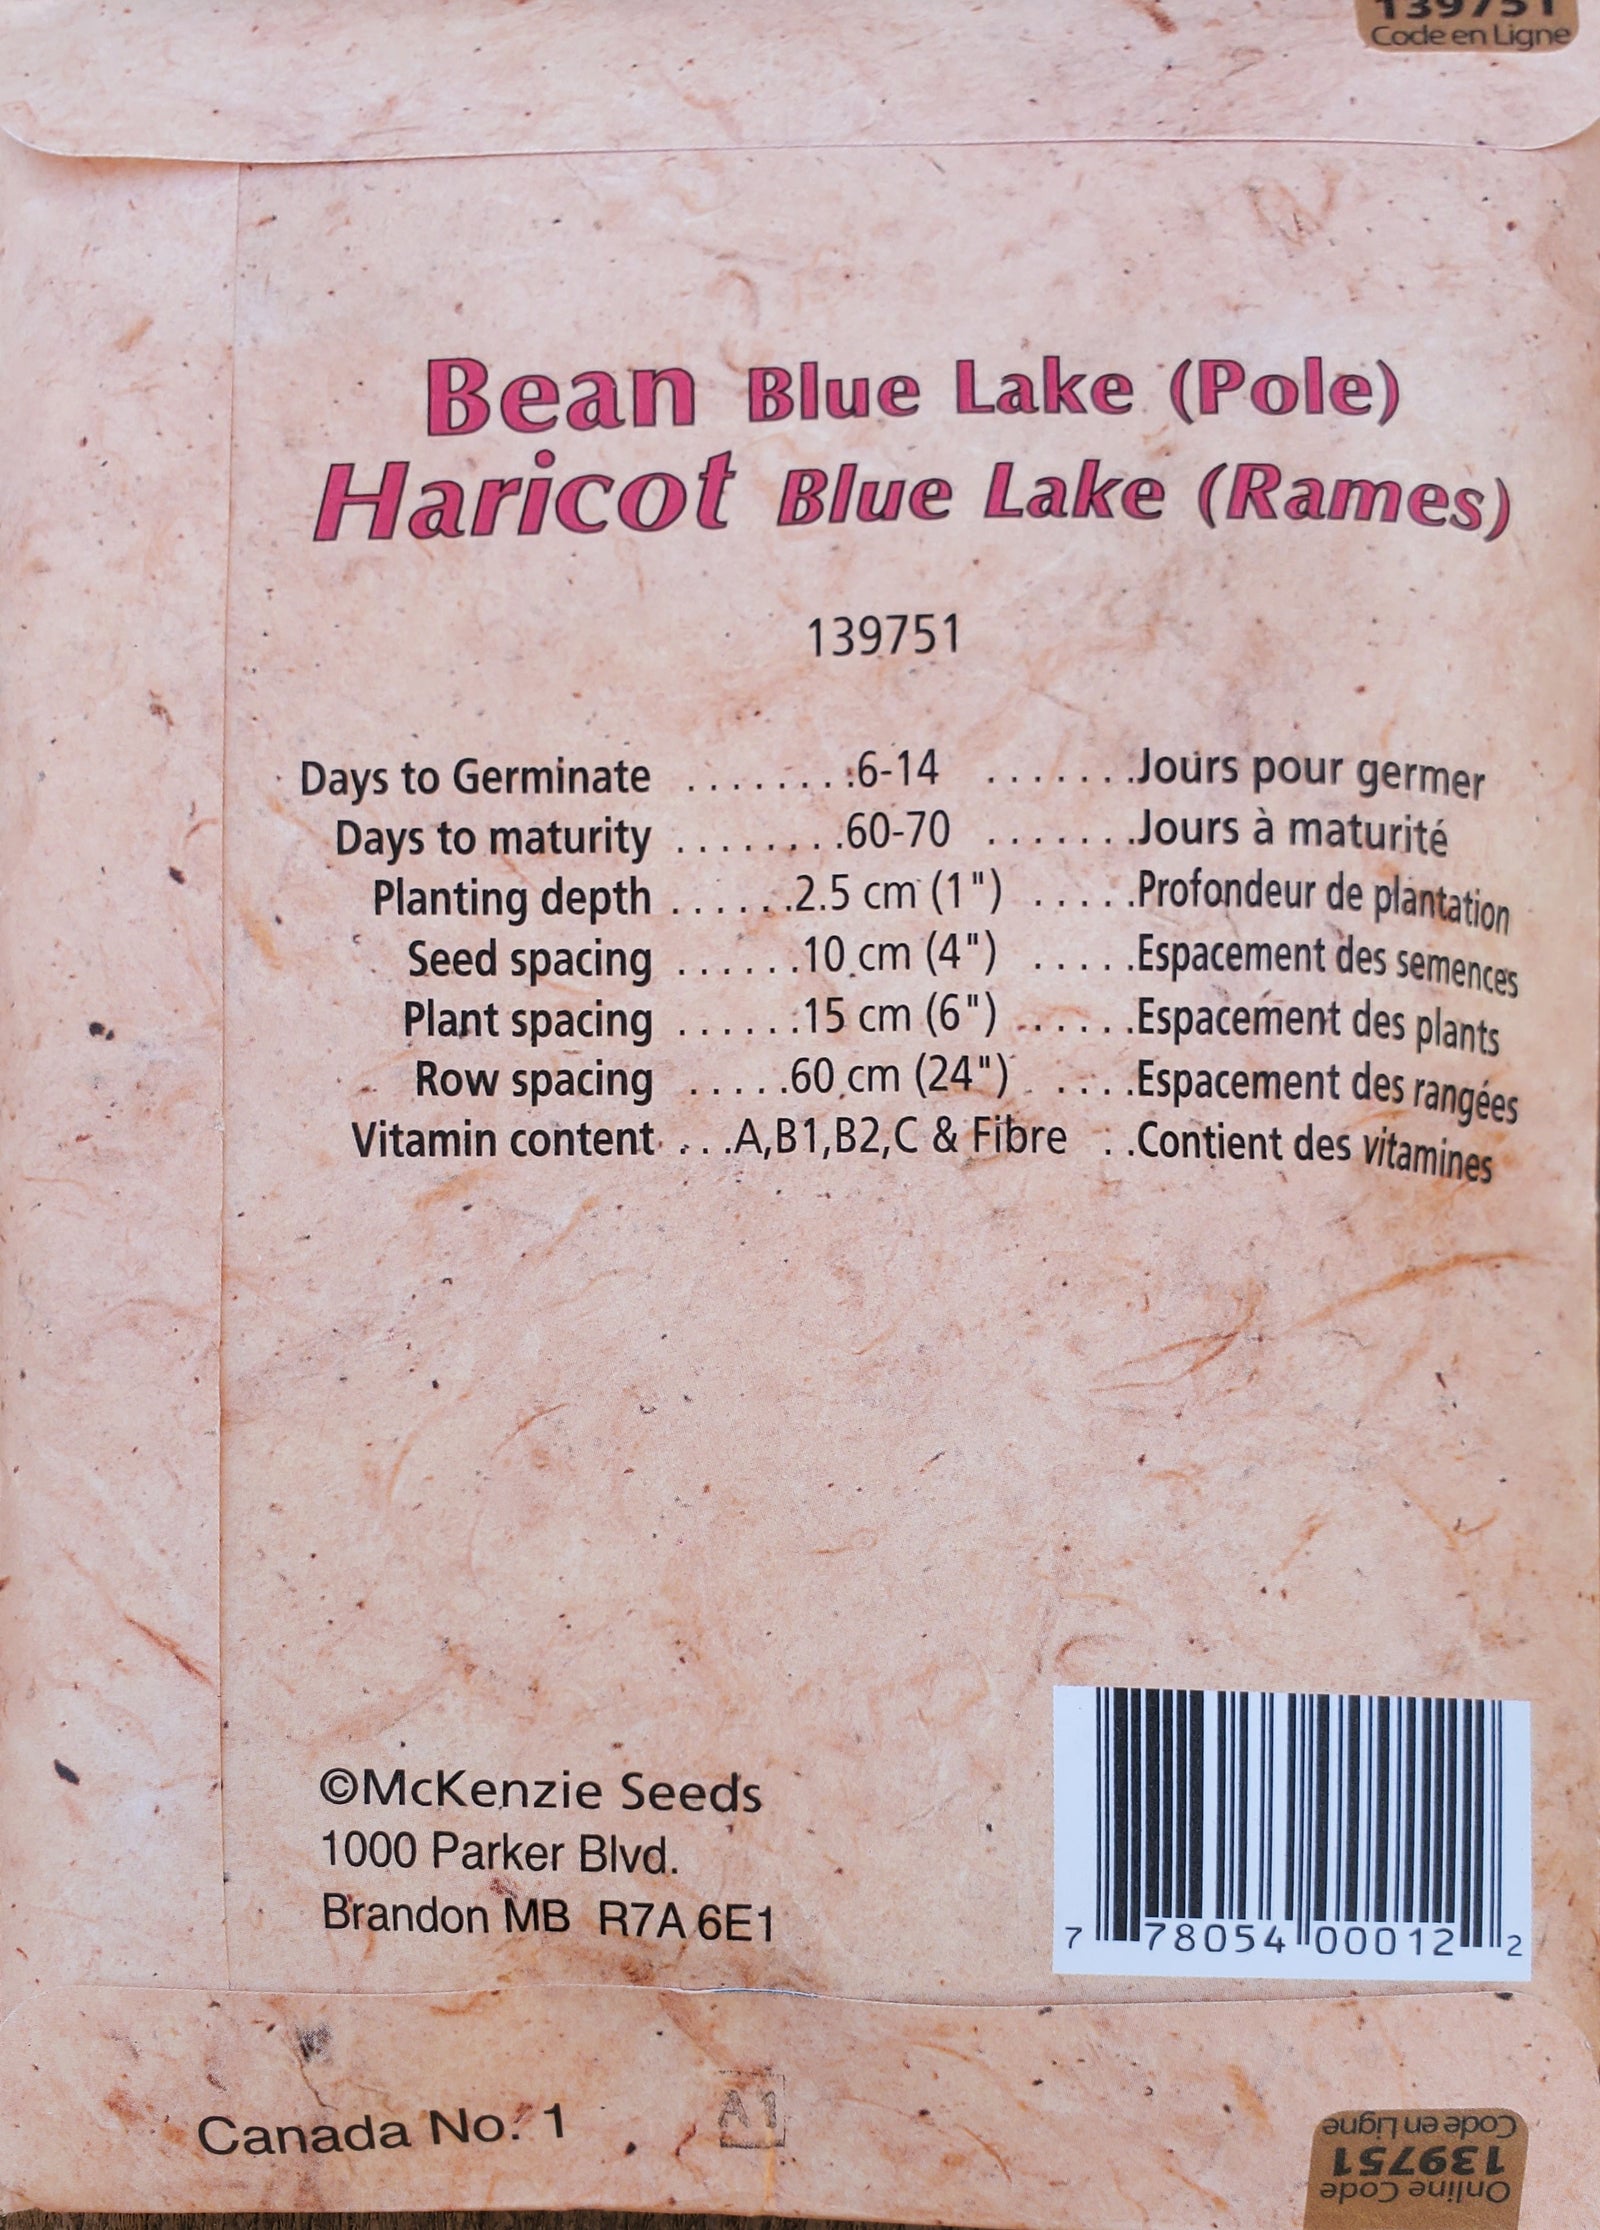 139751
Code en Ligne
Bean Blue Lake (Pole)
Haricot Blue Lake (Rames)
139751
Days to Germinate ........6-14 .......Jours pour germer
Days to maturity ........60-70 .......Jours à maturité
Planting depth ......2.5 cm (1") .....Profondeur de plantation
Seed spacing ......10 cm (4") .....Espacement des semences
Plant spacing ......15 cm (6") ......Espacement des plants
Row spacing .....60 cm (24") ....Espacement des rangées
Vitamin content ...A,B1,B2,C & Fibre ..Contient des vitamines
©McKenzie Seeds
1000 Parker Blvd.
Brandon MB R7A 6E1
7 78054 00012 2
Canada No. 1
A1
Online Code
139751
Code en Ligne